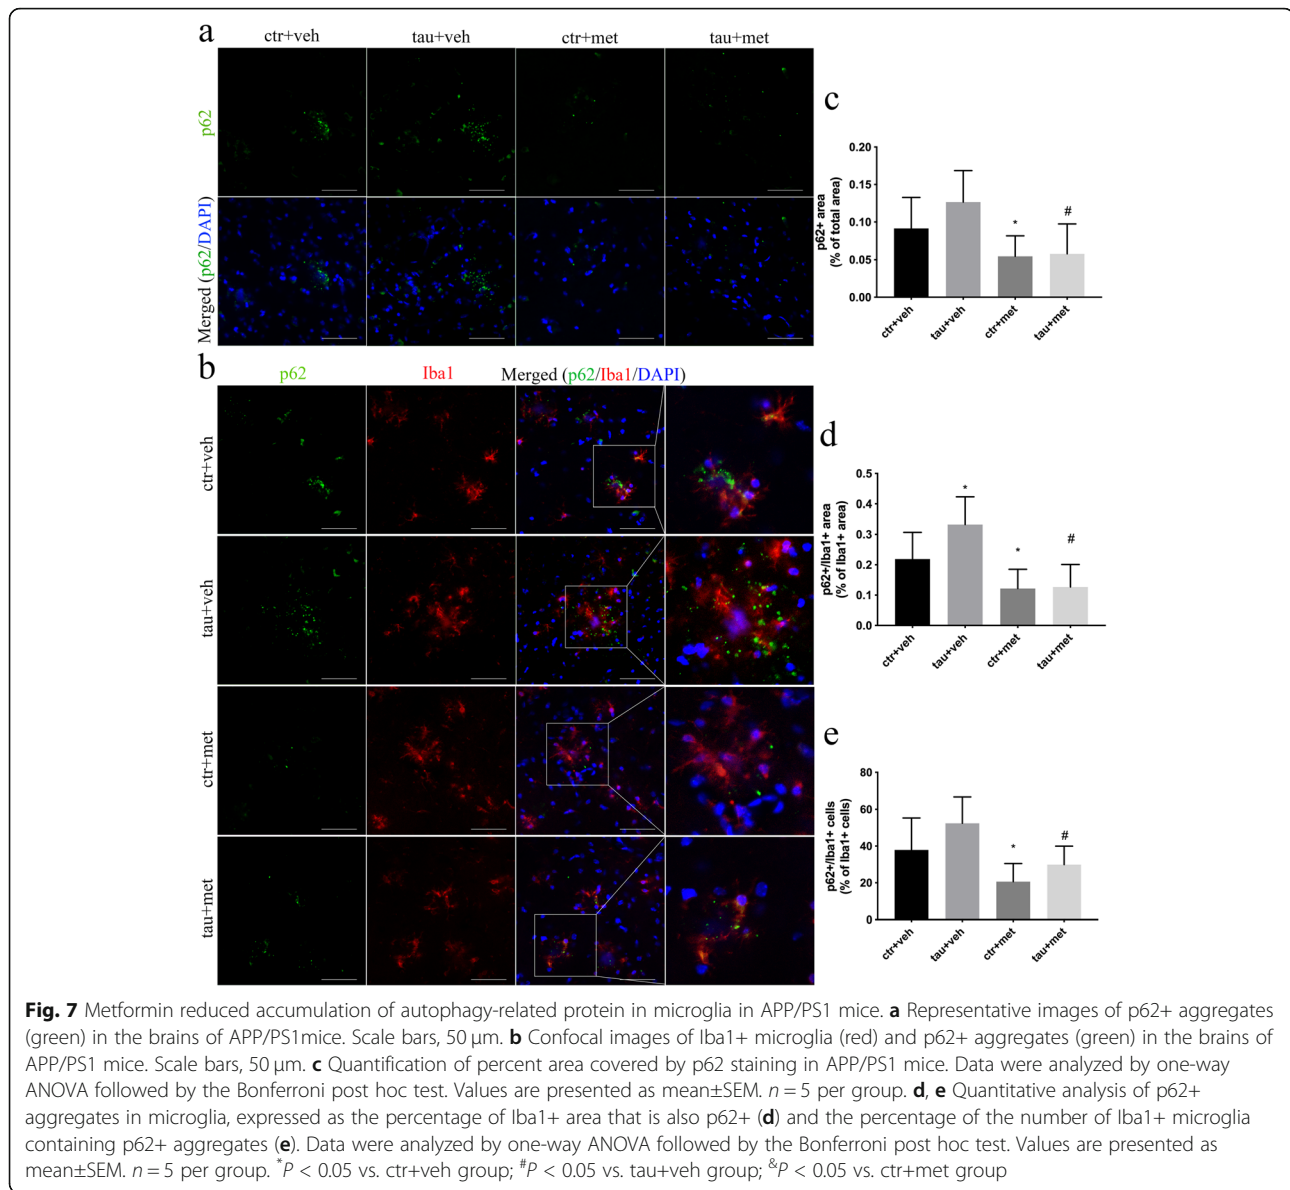 a
ctr+veh tau+veh ctr+met tau+met
p62
Merged (p62/DAPI)
c
p62+ area
(% of total area)
0.20
0.15
0.10
0.05
0.00
* #
ctr+veh tau+veh ctr+met tau+met
b
p62 Iba1 Merged (p62/Iba1/DAPI)
ctr+veh
tau+veh
ctr+met
tau+met
d
p62+/Iba1+ area
(% of Iba1+ area)
0.5
0.4
0.3
0.2
0.1
0.0
* * #
ctr+veh tau+veh ctr+met tau+met
e
p62+/Iba1+ cells
(% of Iba1+ cells)
80
60
40
20
0
* #
ctr+veh tau+veh ctr+met tau+met
Fig. 7 Metformin reduced accumulation of autophagy-related protein in microglia in APP/PS1 mice. a Representative images of p62+ aggregates
(green) in the brains of APP/PS1mice. Scale bars, 50 μm. b Confocal images of Iba1+ microglia (red) and p62+ aggregates (green) in the brains of
APP/PS1 mice. Scale bars, 50 μm. c Quantification of percent area covered by p62 staining in APP/PS1 mice. Data were analyzed by one-way
ANOVA followed by the Bonferroni post hoc test. Values are presented as mean±SEM. n = 5 per group. d, e Quantitative analysis of p62+
aggregates in microglia, expressed as the percentage of Iba1+ area that is also p62+ (d) and the percentage of the number of Iba1+ microglia
containing p62+ aggregates (e). Data were analyzed by one-way ANOVA followed by the Bonferroni post hoc test. Values are presented as
mean±SEM. n = 5 per group. *P < 0.05 vs. ctr+veh group; #P < 0.05 vs. tau+veh group; &P < 0.05 vs. ctr+met group